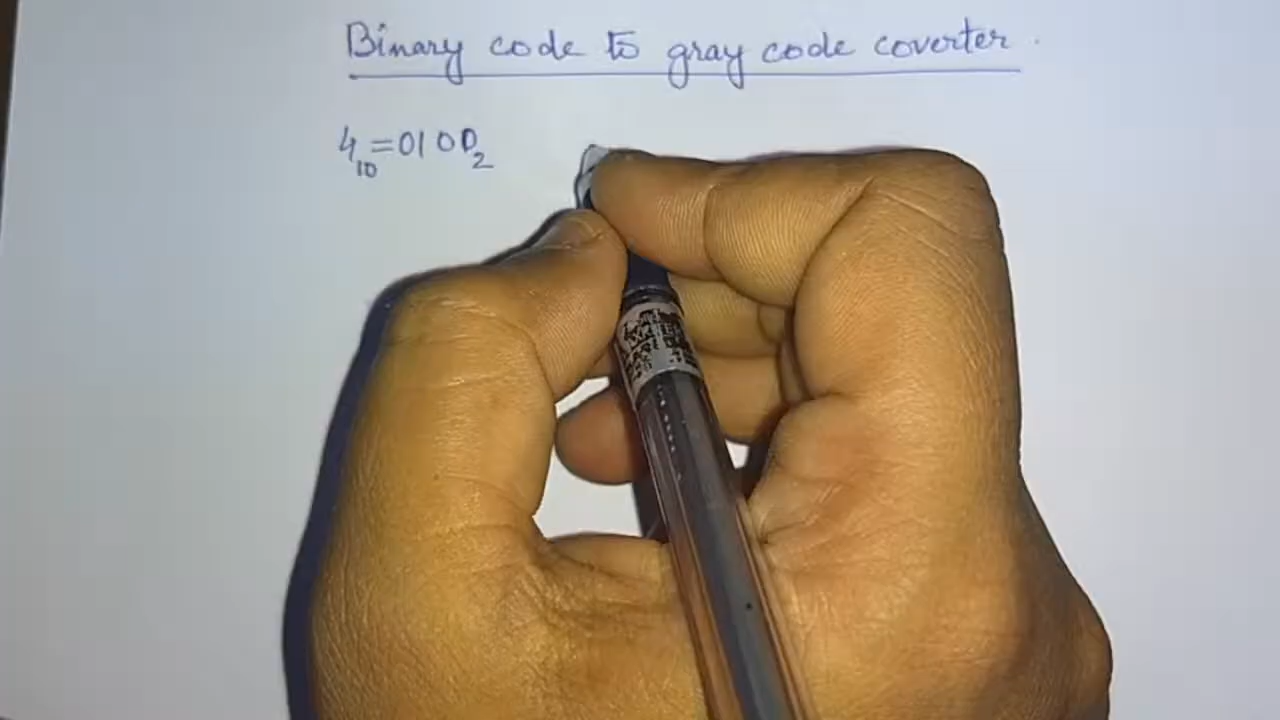 Binary code to gray code coverter.
4₁₀=0100₂